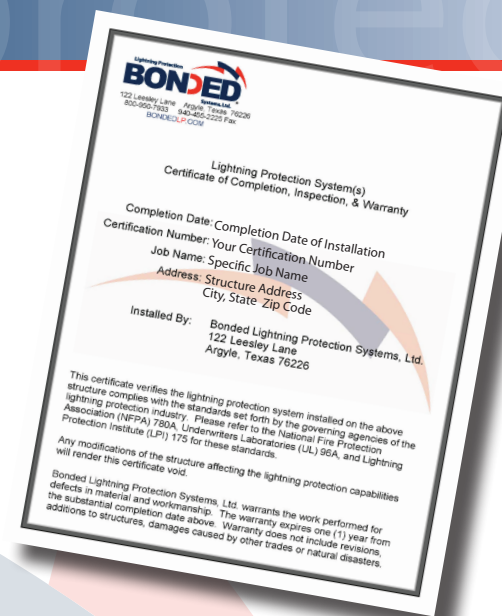 Lightning Protection
BONDED
Systems, Ltd.
122 Leesley Lane Argyle, Texas 76226
800-950-7933 940-455-2225 Fax
BONDEDLP.COM
Lightning Protection System(s)
Certificate of Completion, Inspection, & Warranty
Completion Date: Completion Date of Installation
Certification Number: Your Certification Number
Job Name: Specific Job Name
Address: Structure Address
City, State Zip Code
Installed By: Bonded Lightning Protection Systems, Ltd.
122 Leesley Lane
Argyle, Texas 76226
This certificate verifies the lightning protection system installed on the above
structure complies with the standards set forth by the governing agencies of the
lightning protection industry. Please refer to the National Fire Protection
Association (NFPA) 780A, Underwriters Laboratories (UL) 96A, and Lightning
Protection Institute (LPI) 175 for these standards.
Any modifications of the structure affecting the lightning protection capabilities
will render this certificate void.
Bonded Lightning Protection Systems, Ltd. warrants the work performed for
defects in material and workmanship. The warranty expires one (1) year from
the substantial completion date above. Warranty does not include revisions,
additions to structures, damages caused by other trades or natural disasters.